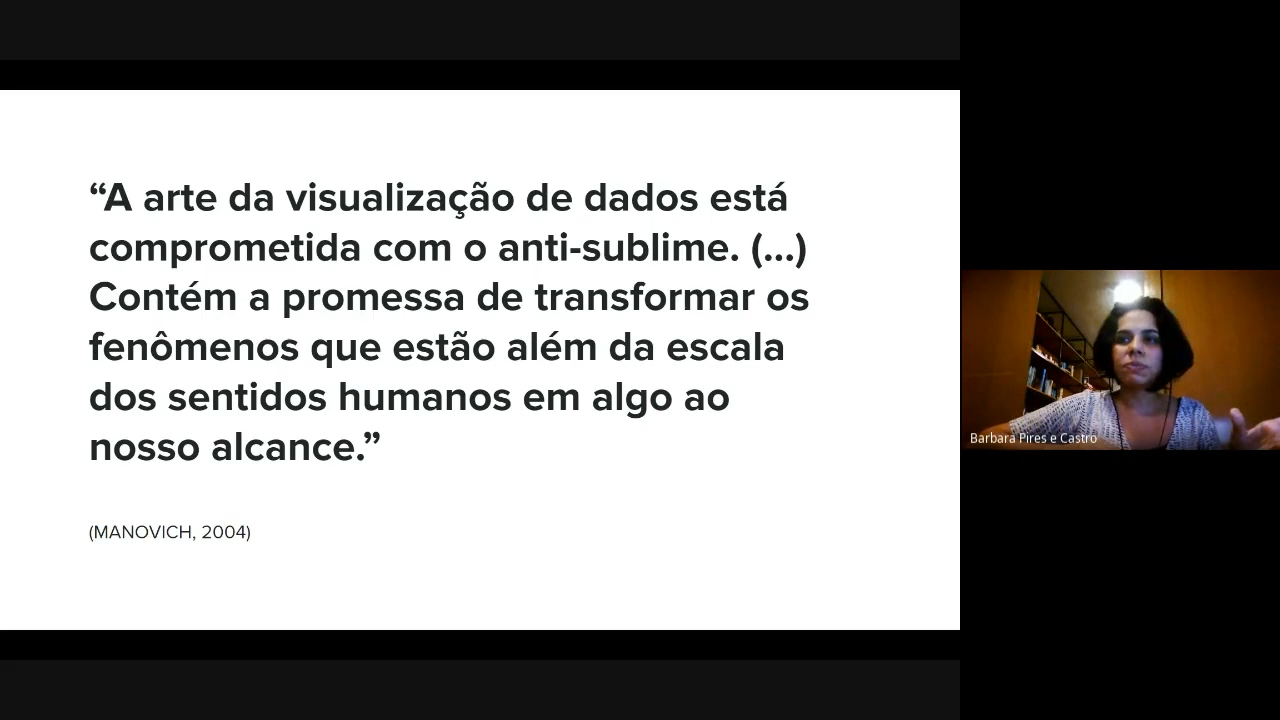 “A arte da visualização de dados está
comprometida com o anti-sublime. (...)
Contém a promessa de transformar os
fenômenos que estão além da escala
dos sentidos humanos em algo ao
nosso alcance.”
(MANOVICH, 2004)
Barbara Pires e Castro